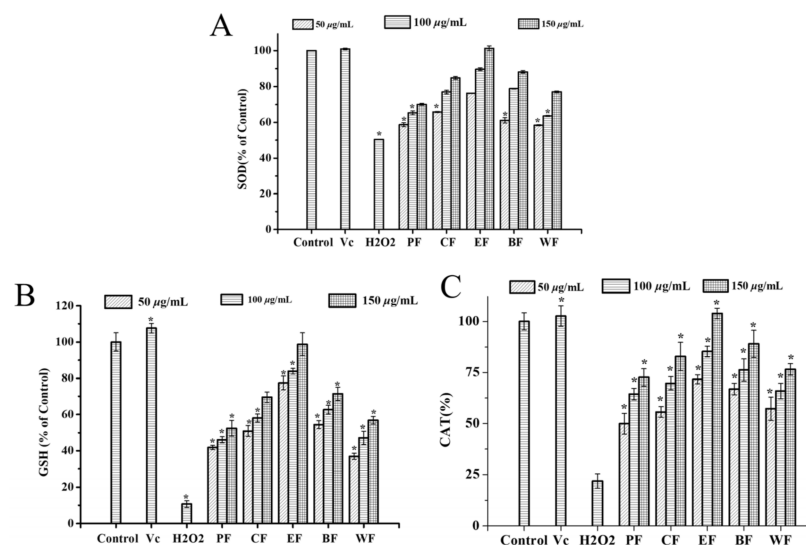 A
50 µg/mL 100 µg/mL 150 µg/mL
SOD(% of Control)
100
80
60
40
20
0
* * * * * * *
Control Vc H2O2 PF CF EF BF WF
B
50 µg/mL 100 µg/mL 150 µg/mL
GSH (% of Control)
120
100
80
60
40
20
0
* * * * * * * * * * * * * * *
Control Vc H2O2 PF CF EF BF WF
C
50 µg/mL 100 µg/mL 150 µg/mL
CAT(%)
100
75
50
25
0
* * * * * * * * * * * * * * * *
Control Vc H2O2 PF CF EF BF WF